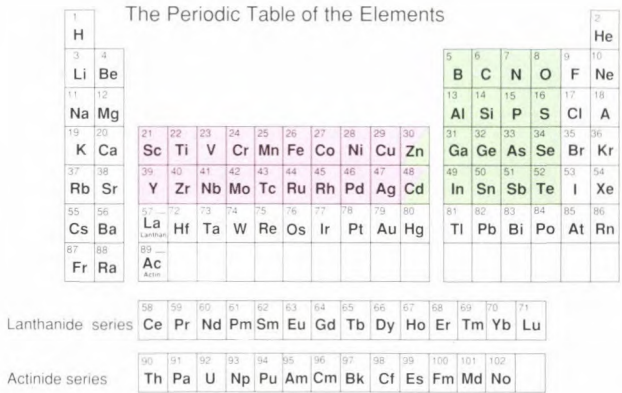 The Periodic Table of the Elements
1 2
H He
3 4 5 6 7 8 9 10
Li Be B C N O F Ne
11 12 13 14 15 16 17 18
Na Mg Al Si P S Cl A
19 20 21 22 23 24 25 26 27 28 29 30 31 32 33 34 35 36
K Ca Sc Ti V Cr Mn Fe Co Ni Cu Zn Ga Ge As Se Br Kr
37 38 39 40 41 42 43 44 45 46 47 48 49 50 51 52 53 54
Rb Sr Y Zr Nb Mo Tc Ru Rh Pd Ag Cd In Sn Sb Te I Xe
55 56 57 72 73 74 75 76 77 78 79 80 81 82 83 84 85 86
Cs Ba La Hf Ta W Re Os Ir Pt Au Hg Tl Pb Bi Po At Rn
Lanthan
87 88 89
Fr Ra Ac
Actin
58 59 60 61 62 63 64 65 66 67 68 69 70 71
Lanthanide series Ce Pr Nd Pm Sm Eu Gd Tb Dy Ho Er Tm Yb Lu
90 91 92 93 94 95 96 97 98 99 100 101 102
Actinide series Th Pa U Np Pu Am Cm Bk Cf Es Fm Md No